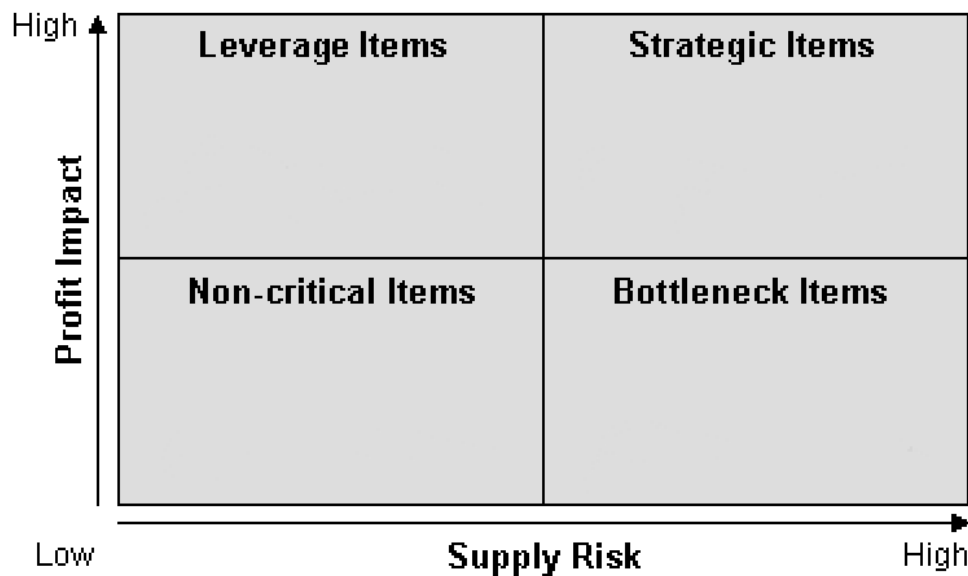 High
Leverage Items
Strategic Items
Profit Impact
Non-critical Items
Bottleneck Items
Low
Supply Risk
High